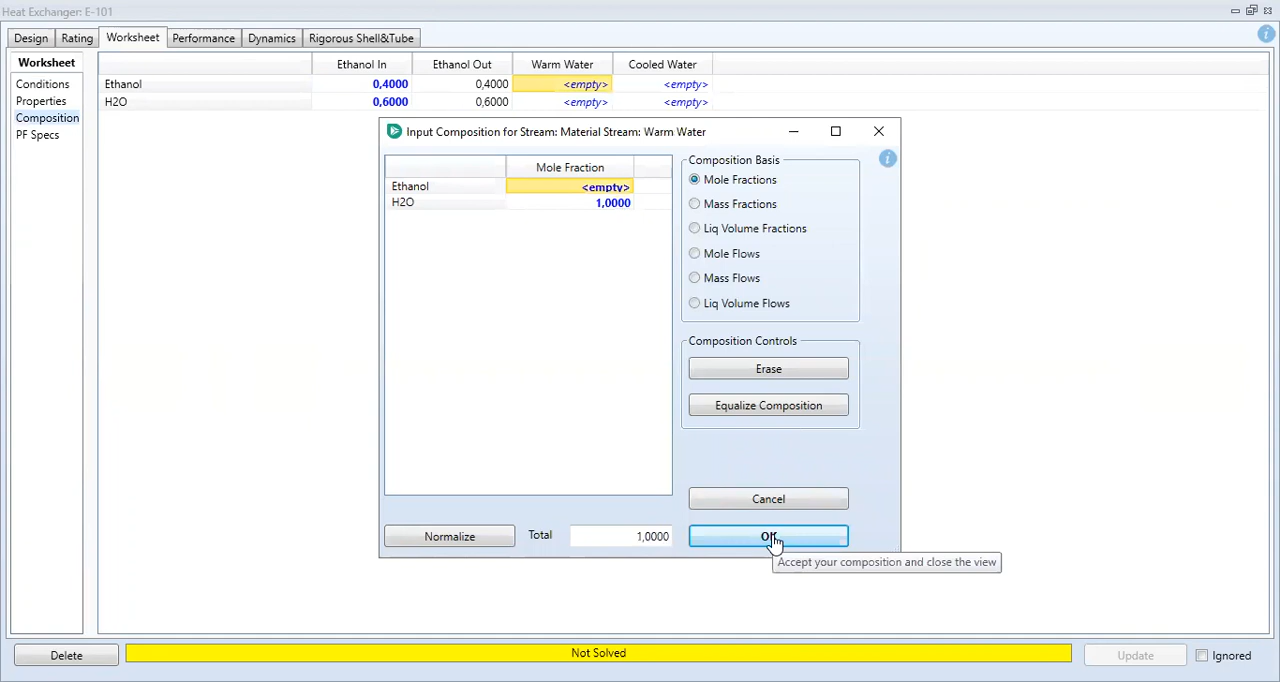 Heat Exchanger: E-101
Design Rating Worksheet Performance Dynamics Rigorous Shell&Tube
Worksheet
Conditions
Properties
Composition
PF Specs
Ethanol In Ethanol Out Warm Water Cooled Water
Ethanol 0,4000 0,4000 <empty> <empty>
H2O 0,6000 0,6000 <empty> <empty>
Input Composition for Stream: Material Stream: Warm Water
Mole Fraction
Ethanol <empty>
H2O 1,0000
Composition Basis
Mole Fractions
Mass Fractions
Liq Volume Fractions
Mole Flows
Mass Flows
Liq Volume Flows
Composition Controls
Erase
Equalize Composition
Cancel
Normalize Total 1,0000
Accept your composition and close the view
Delete Not Solved Update Ignored